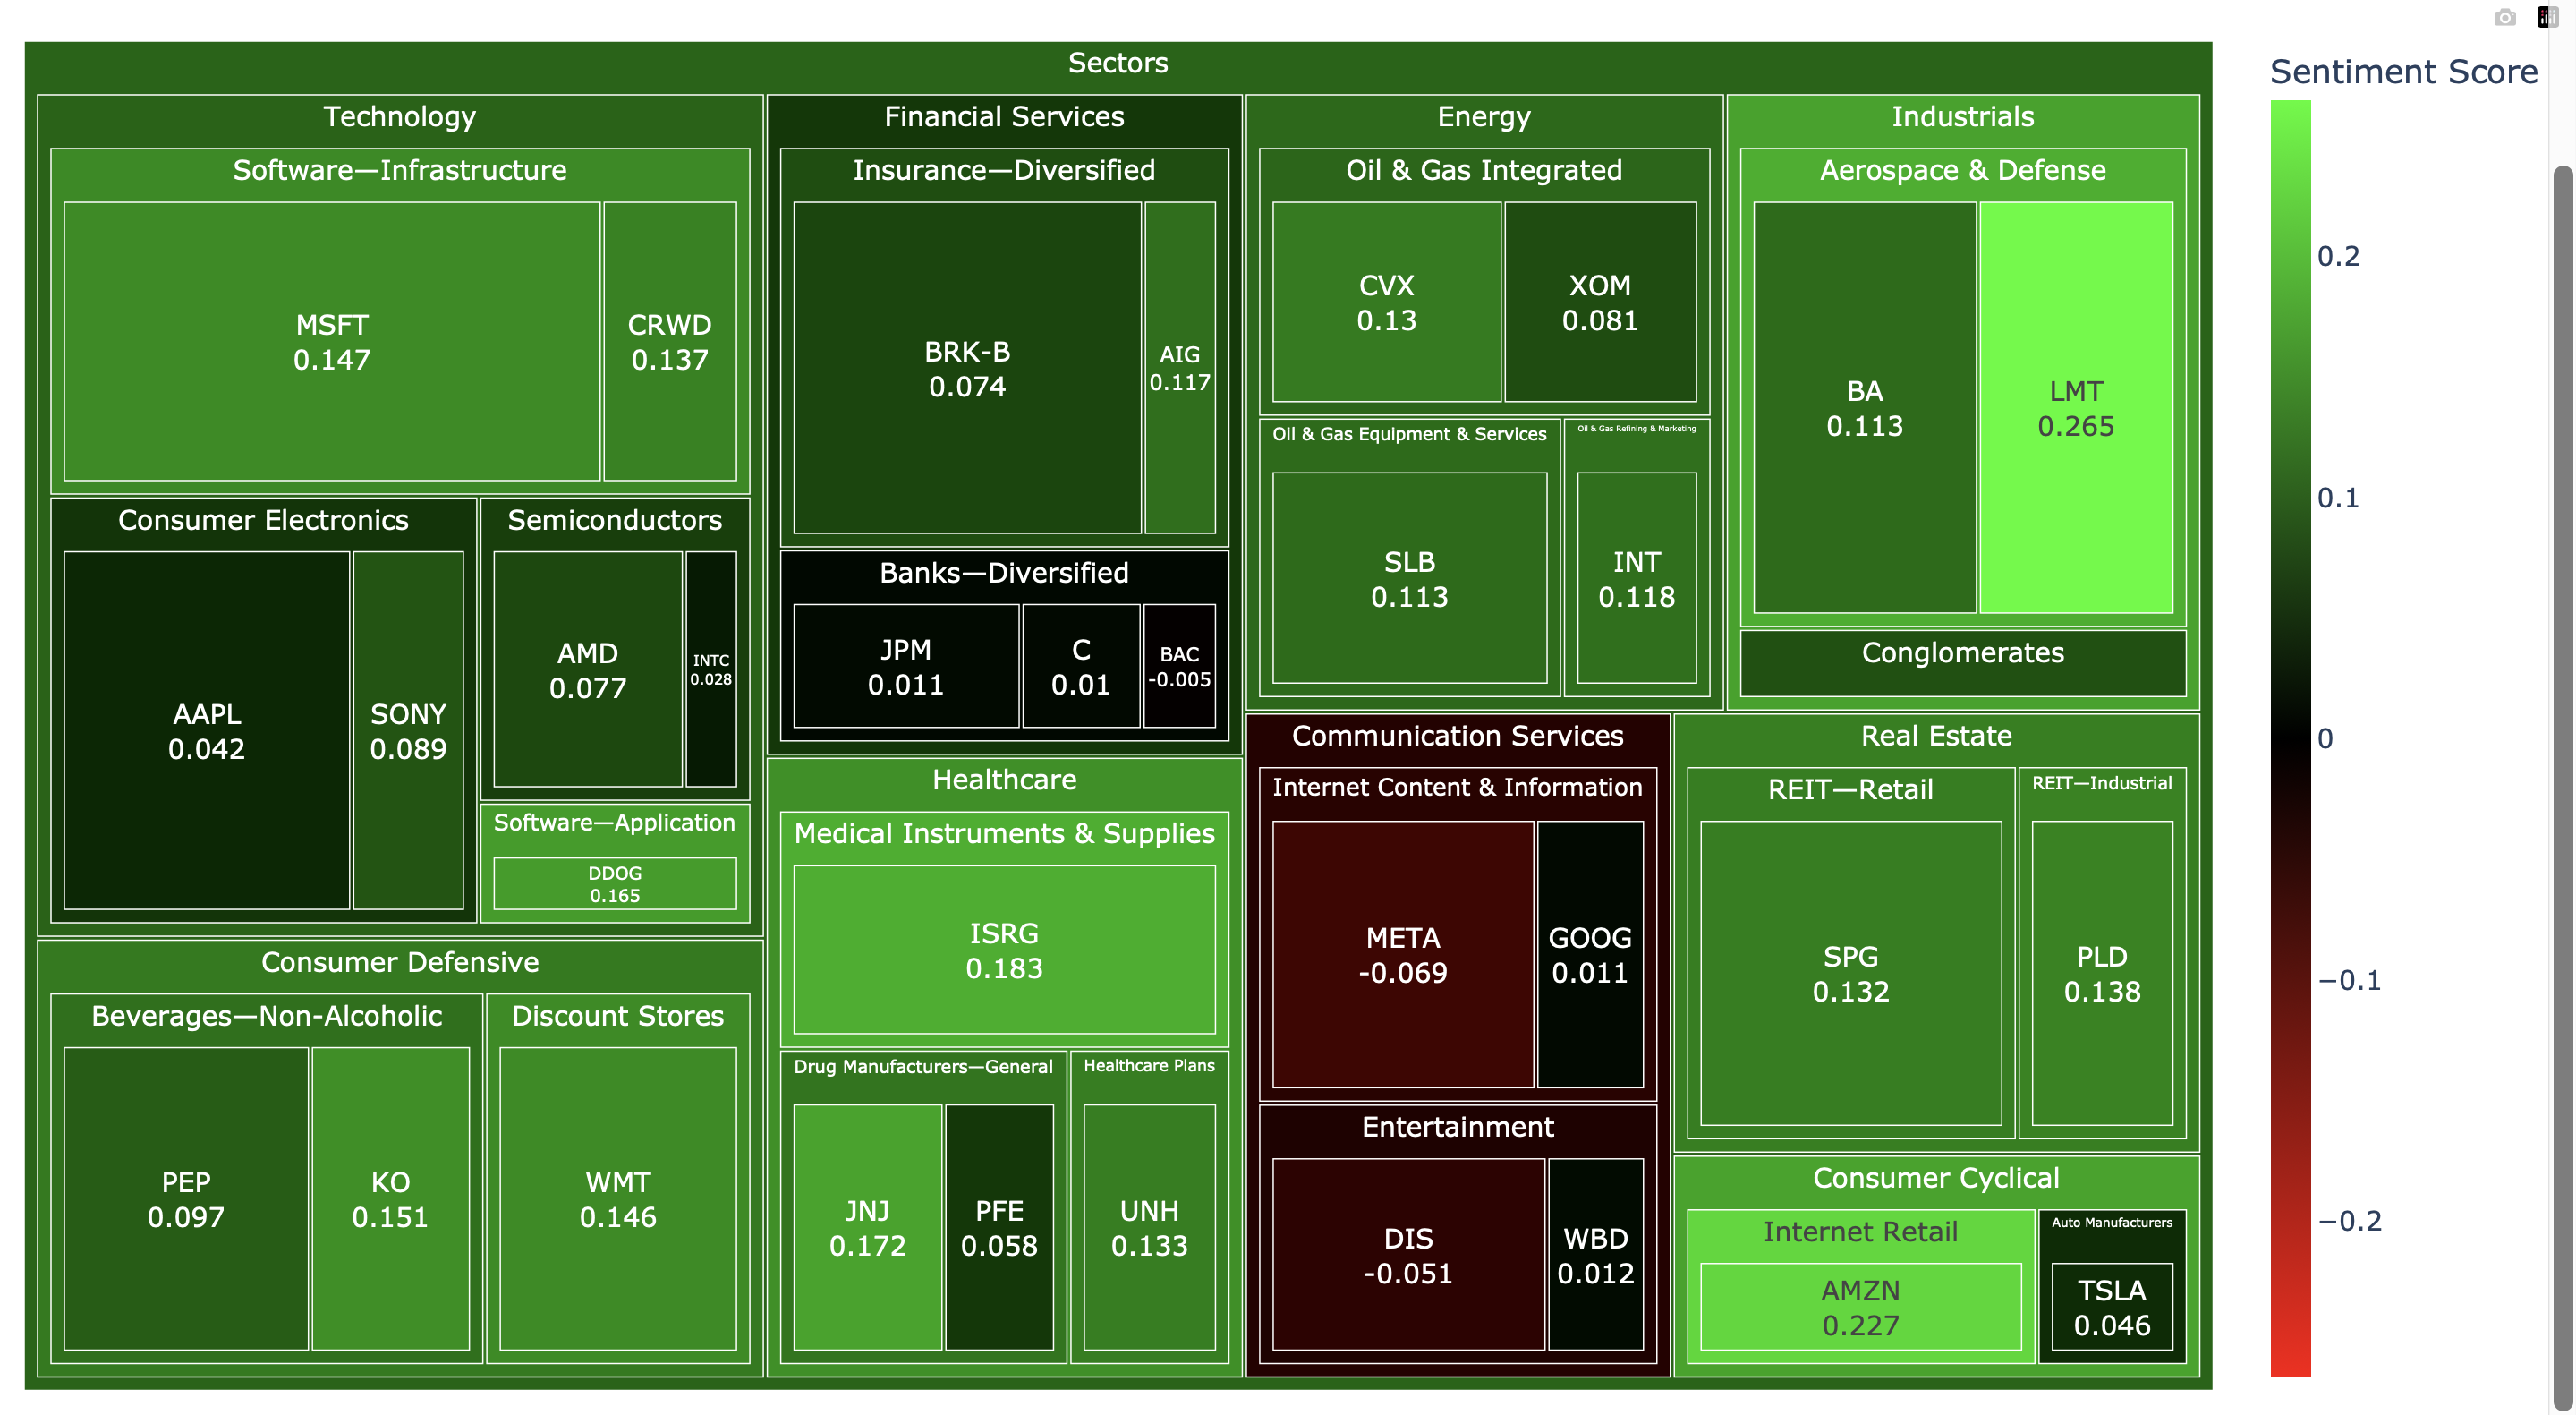 Sectors
Technology
Software—Infrastructure
MSFT
0.147
CRWD
0.137
Consumer Electronics
AAPL
0.042
SONY
0.089
Semiconductors
AMD
0.077
INTC
0.028
Software—Application
DDOG
0.165
Consumer Defensive
Beverages—Non-Alcoholic
PEP
0.097
KO
0.151
Discount Stores
WMT
0.146
Financial Services
Insurance—Diversified
BRK-B
0.074
AIG
0.117
Banks—Diversified
JPM
0.011
C
0.01
BAC
-0.005
Healthcare
Medical Instruments & Supplies
ISRG
0.183
Drug Manufacturers—General
JNJ
0.172
PFE
0.058
Healthcare Plans
UNH
0.133
Energy
Oil & Gas Integrated
CVX
0.13
XOM
0.081
Oil & Gas Equipment & Services
SLB
0.113
Oil & Gas Refining & Marketing
INT
0.118
Industrials
Aerospace & Defense
BA
0.113
LMT
0.265
Conglomerates
Communication Services
Internet Content & Information
META
-0.069
GOOG
0.011
Entertainment
DIS
-0.051
WBD
0.012
Real Estate
REIT—Retail
SPG
0.132
REIT—Industrial
PLD
0.138
Consumer Cyclical
Internet Retail
AMZN
0.227
Auto Manufacturers
TSLA
0.046
Sentiment Score
0.2
0.1
0
−0.1
−0.2